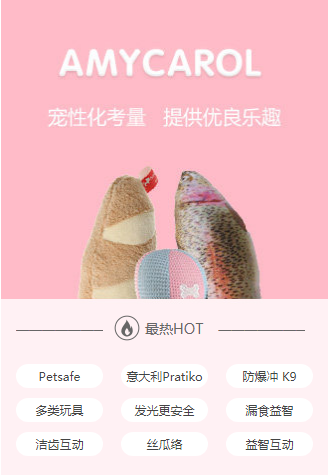 AMYCAROL
宠性化考量 提供优良乐趣
最热HOT
Petsafe 意大利Pratiko 防爆冲 K9
多类玩具 发光更安全 漏食益智
洁齿互动 丝瓜络 益智互动